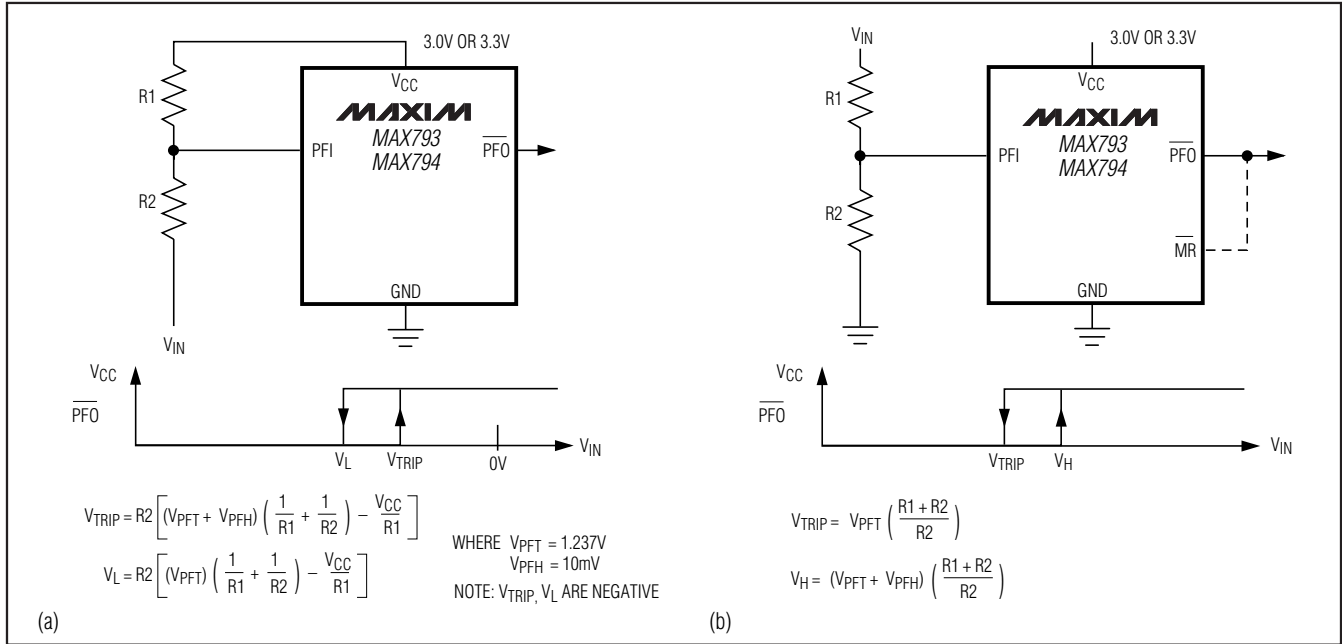 3.0V OR 3.3V
VCC
R1
MAXIM
MAX793
MAX794
PFI
PFO
R2
GND
VIN
VCC
PFO
VL
VTRIP
0V
VIN
VTRIP = R2 [ (VPFT + VPFH) ( 1/R1 + 1/R2 ) – VCC/R1 ]
VL = R2 [ (VPFT) ( 1/R1 + 1/R2 ) – VCC/R1 ]
WHERE VPFT = 1.237V
VPFH = 10mV
NOTE: VTRIP, VL ARE NEGATIVE
(a)
VIN
3.0V OR 3.3V
VCC
R1
MAXIM
MAX793
MAX794
PFI
PFO
R2
MR
GND
VCC
PFO
VTRIP
VH
VIN
VTRIP = VPFT ( R1 + R2 / R2 )
VH = (VPFT + VPFH) ( R1 + R2 / R2 )
(b)